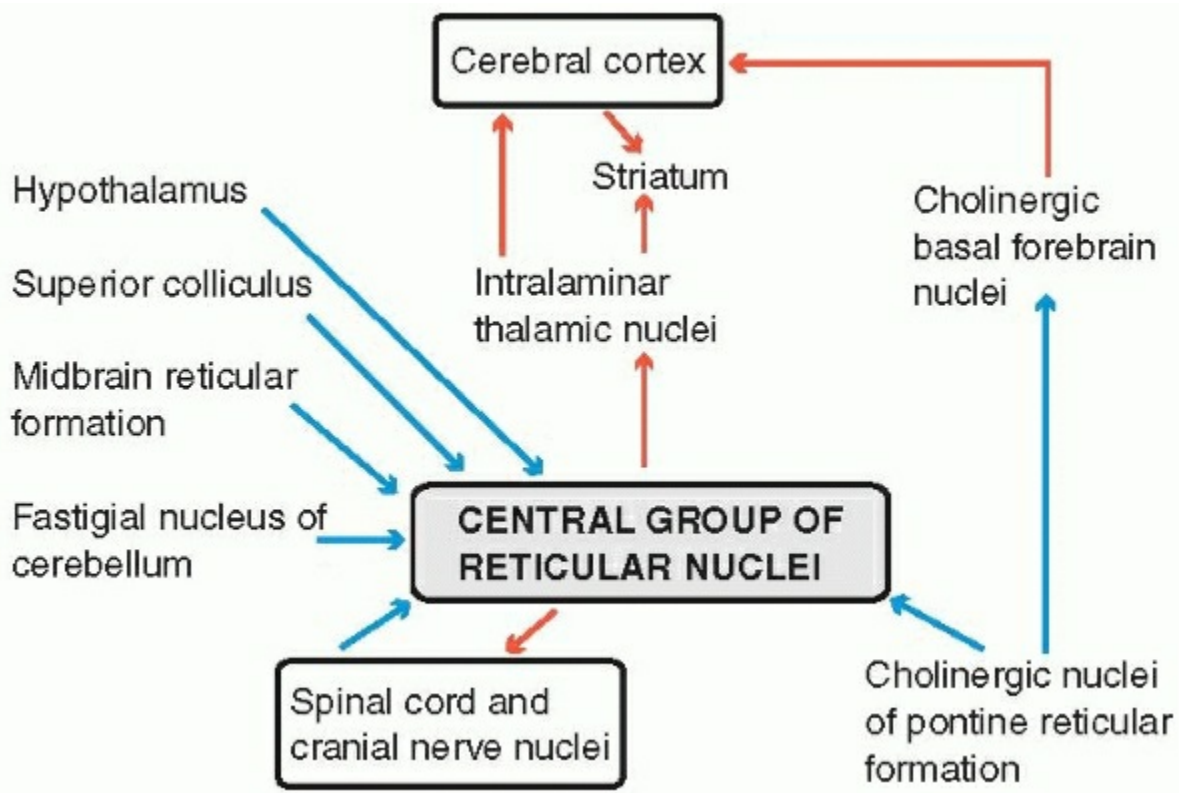 Cerebral cortex
Striatum
Hypothalamus
Cholinergic
basal forebrain
nuclei
Superior colliculus
Intralaminar
thalamic nuclei
Midbrain reticular
formation
Fastigial nucleus of
cerebellum
CENTRAL GROUP OF
RETICULAR NUCLEI
Spinal cord and
cranial nerve nuclei
Cholinergic nuclei
of pontine reticular
formation